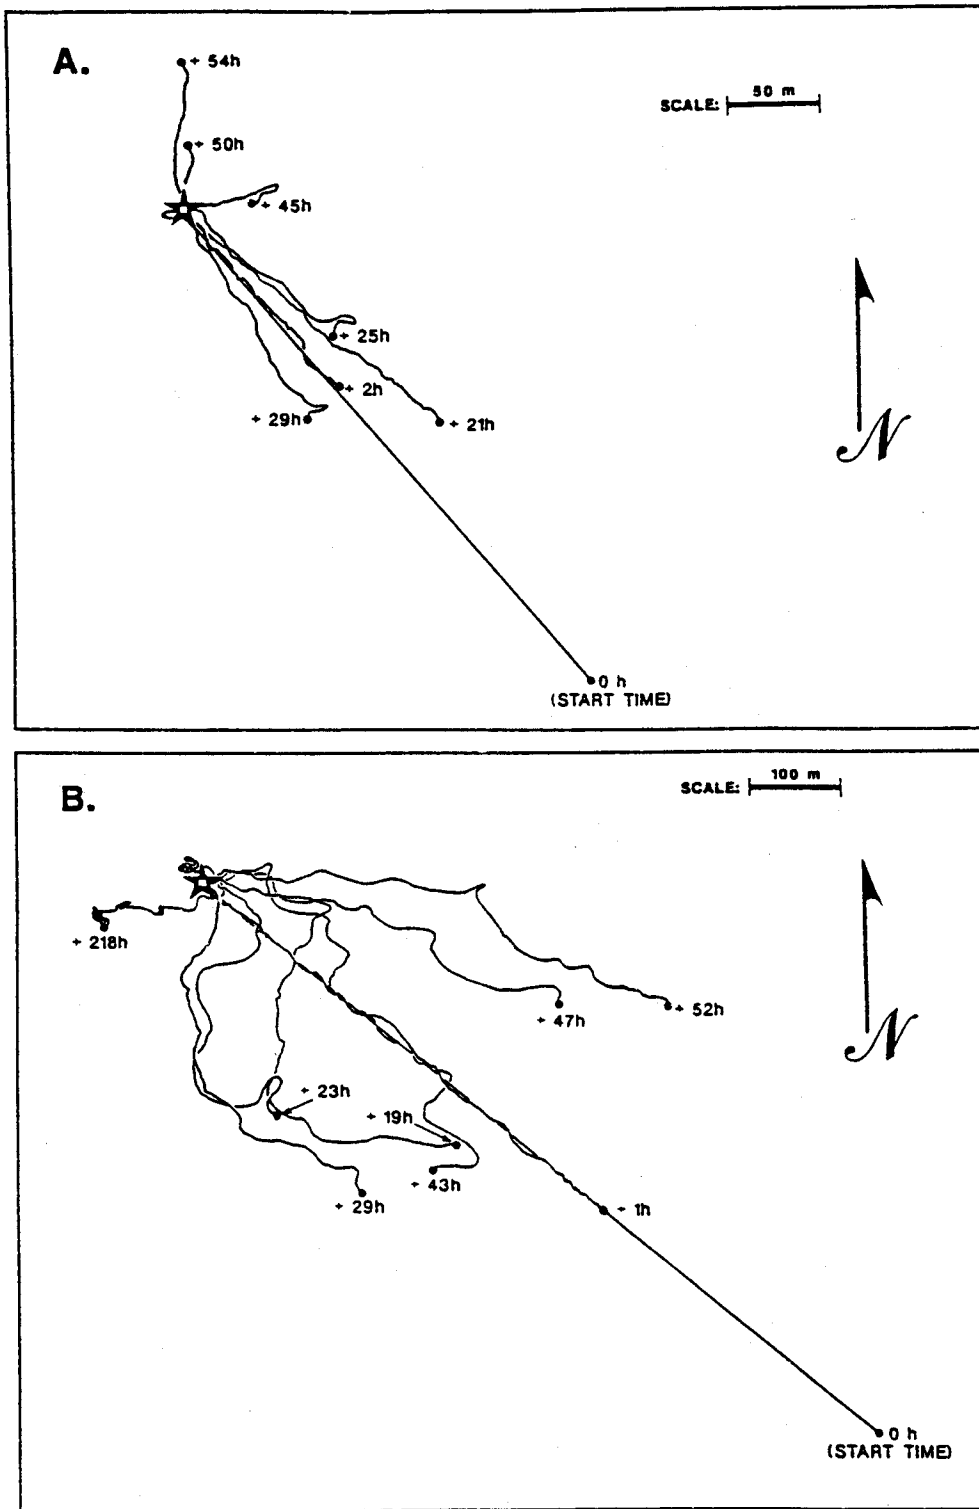 A.
+ 54h
50 m
SCALE:
+ 50h
+ 45h
+ 25h
+ 2h
+ 29h
+ 21h
N
0 h
(START TIME)
B.
100 m
SCALE:
+ 218h
+ 47h
+ 52h
N
+ 23h
+ 19h
+ 43h
+ 29h
+ 1h
0 h
(START TIME)